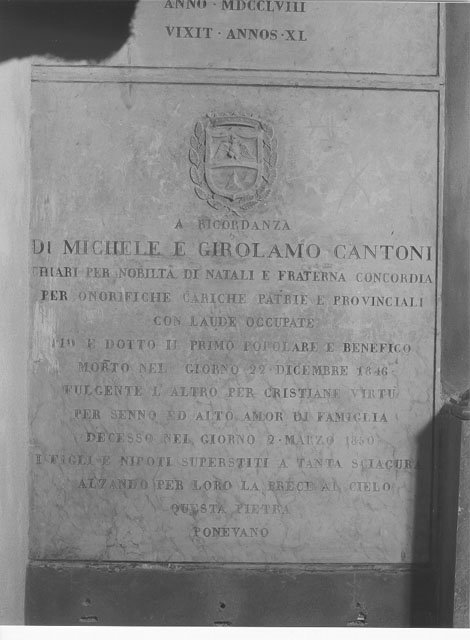 ANNO · MDCCLVIII
VIXIT · ANNOS · XL
A RICORDANZA
DI MICHELE E GIROLAMO CANTONI
CHIARI PER NOBILTÀ DI NATALI E FRATERNA CONCORDIA
PER ONORIFICHE CARICHE PATRIE E PROVINCIALI
CON LAUDE OCCUPATE
PIO E DOTTO IL PRIMO POPOLARE E BENEFICO
MORTO NEL GIORNO 22 · DICEMBRE 1846
FULGENTE L'ALTRO PER CRISTIANE VIRTÙ
PER SENNO ED ALTO AMOR DI FAMIGLIA
DECESSO NEL GIORNO 2 · MARZO 1850
I FIGLI E NIPOTI SUPERSTITI A TANTA SCIAGURA
ALZANDO PER LORO LA PRECE AL CIELO
QUESTA PIETRA
PONEVANO